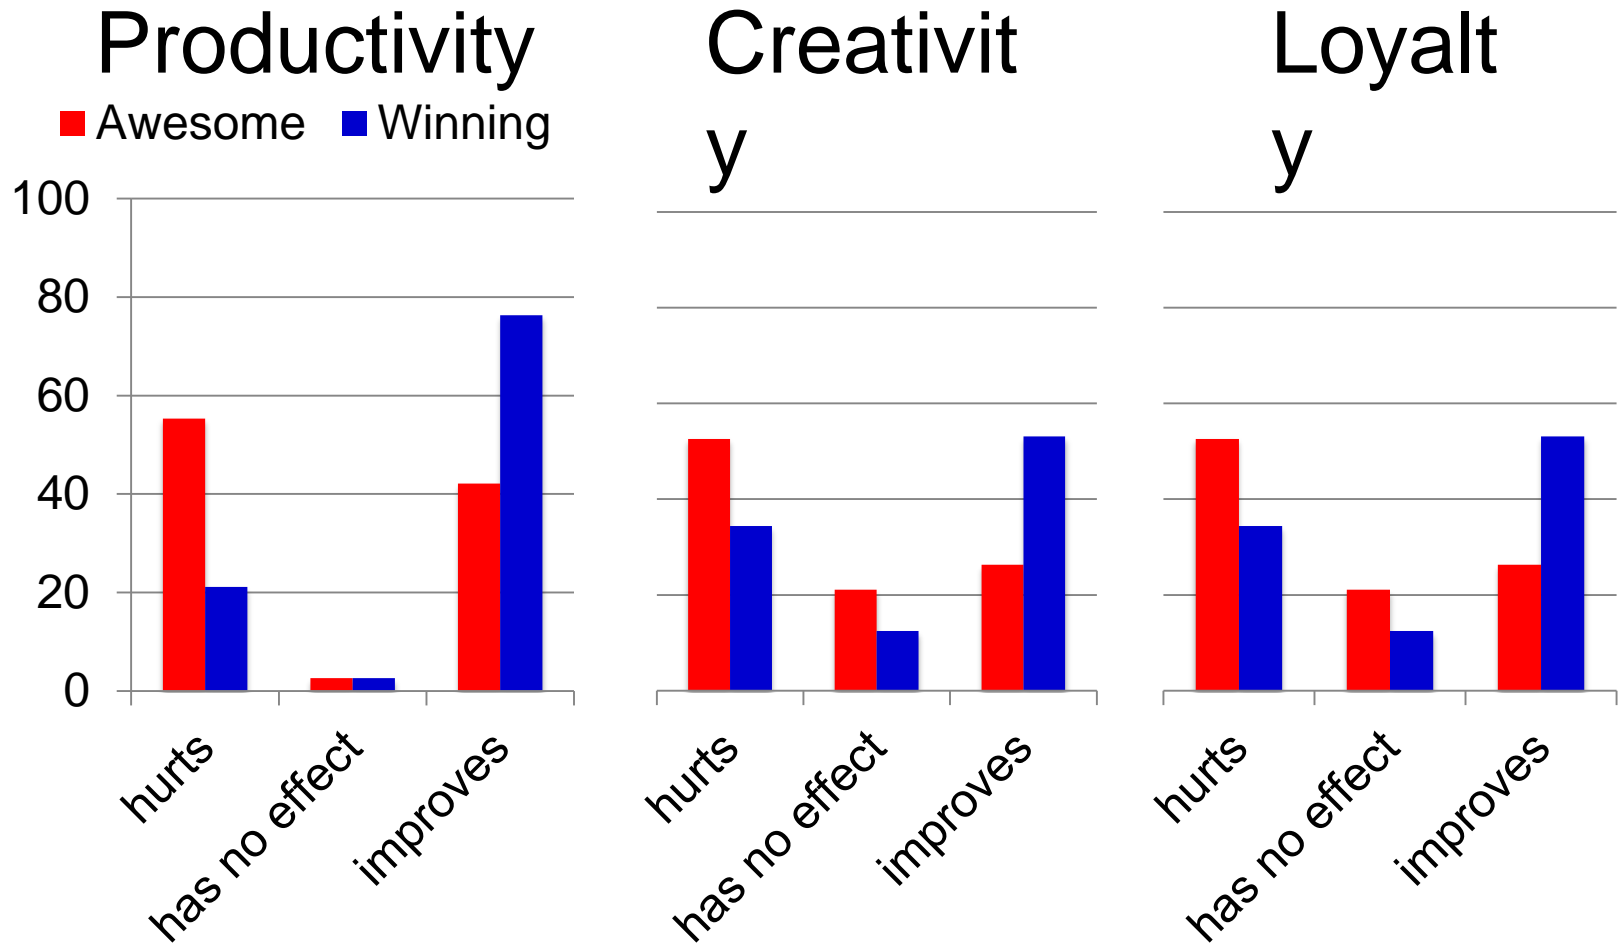 Productivity
Creativit
y
Loyalt
y
Awesome Winning
100
80
60
40
20
0
hurts
has no effect
improves
hurts
has no effect
improves
hurts
has no effect
improves